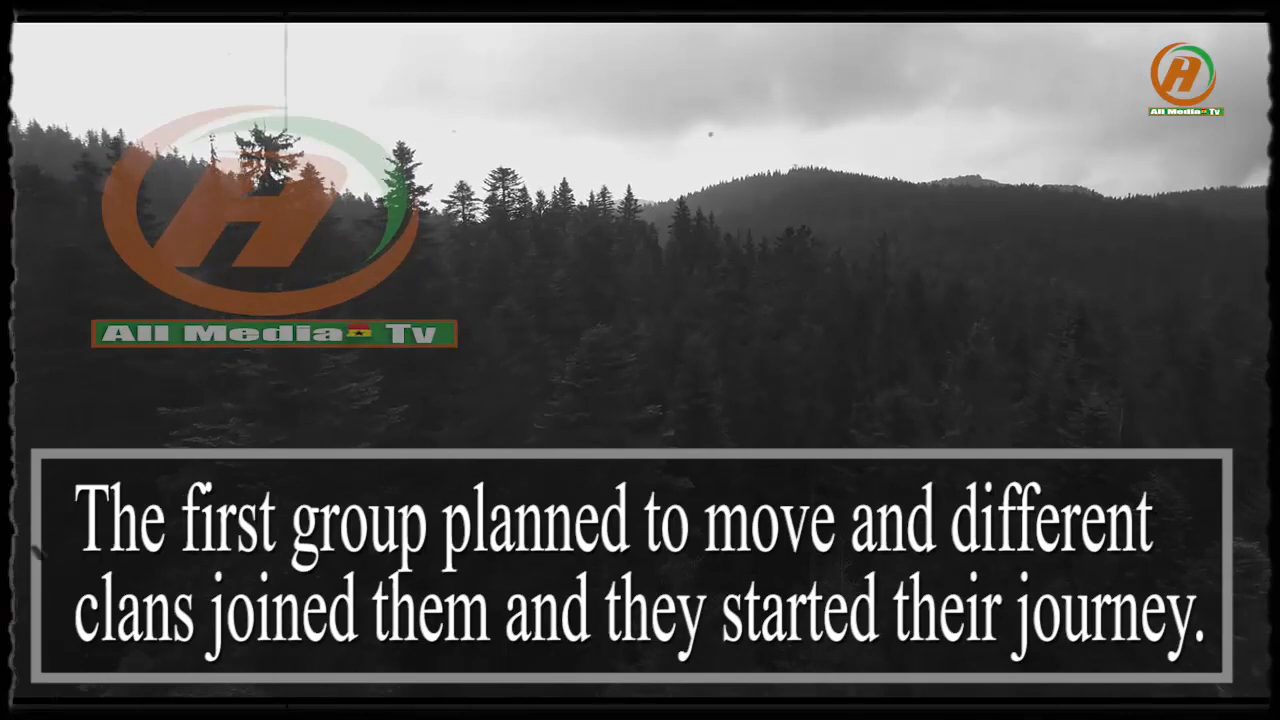 All Media Tv
All Media Tv
The first group planned to move and different
clans joined them and they started their journey.